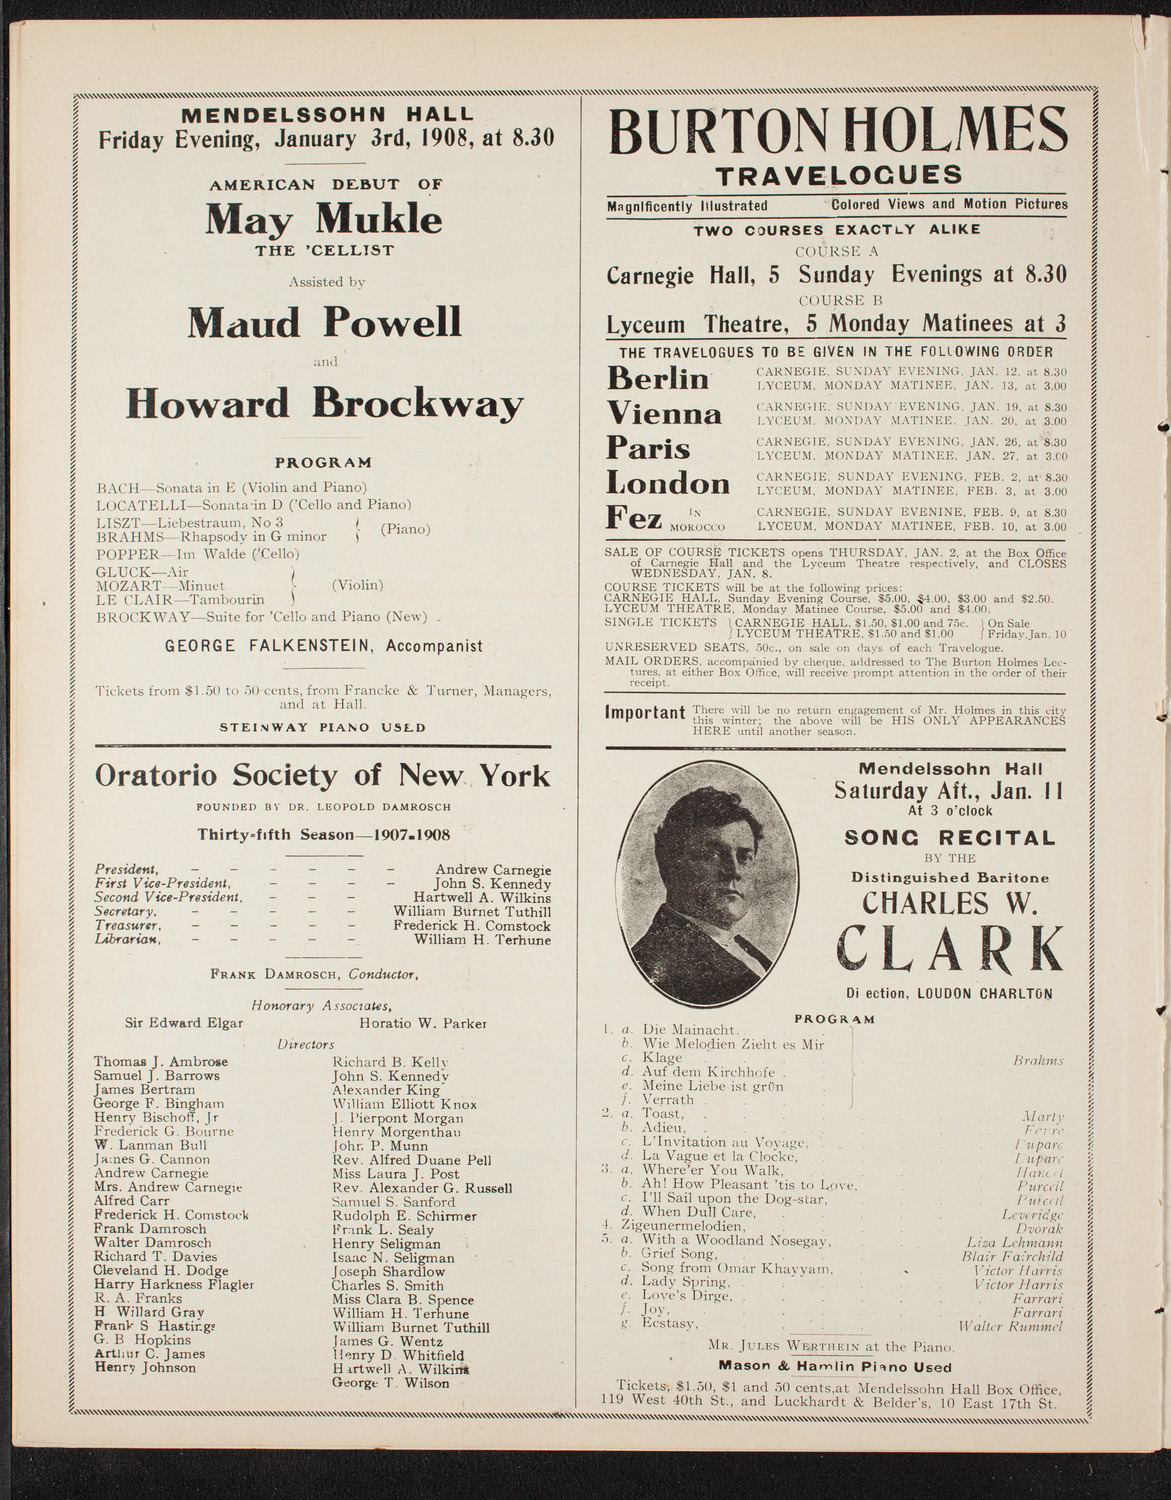 MENDELSSOHN HALL
Friday Evening, January 3rd, 1908, at 8.30
AMERICAN DEBUT OF
May Mukle
THE 'CELLIST
Assisted by
Maud Powell
and
Howard Brockway
PROGRAM
BACH—Sonata in E (Violin and Piano)
LOCATELLI—Sonata in D ('Cello and Piano)
LISZT—Liebestraum, No 3
BRAHMS—Rhapsody in G minor
(Piano)
POPPER—Im Walde ('Cello)
GLUCK—Air
MOZART—Minuet
LE CLAIR—Tambourin
(Violin)
BROCKWAY—Suite for 'Cello and Piano (New)
GEORGE FALKENSTEIN, Accompanist
Tickets from $1.50 to 50 cents, from Francke & Turner, Managers,
and at Hall.
STEINWAY PIANO USED
Oratorio Society of New York
FOUNDED BY DR. LEOPOLD DAMROSCH
Thirty-fifth Season—1907-1908
President, – – – – – – Andrew Carnegie
First Vice-President, – – – – John S. Kennedy
Second Vice-President, – – – Hartwell A. Wilkins
Secretary, – – – – – William Burnet Tuthill
Treasurer, – – – – – Frederick H. Comstock
Librarian, – – – – – William H. Terhune
FRANK DAMROSCH, Conductor,
Honorary Associates,
Sir Edward Elgar Horatio W. Parker
Directors
Thomas J. Ambrose
Samuel J. Barrows
James Bertram
George F. Bingham
Henry Bischoff, Jr
Frederick G. Bourne
W. Lanman Bull
James G. Cannon
Andrew Carnegie
Mrs. Andrew Carnegie
Alfred Carr
Frederick H. Comstock
Frank Damrosch
Walter Damrosch
Richard T. Davies
Cleveland H. Dodge
Harry Harkness Flagler
R. A. Franks
H. Willard Gray
Frank S Hastings
G. B Hopkins
Arthur C. James
Henry Johnson
Richard B. Kelly
John S. Kennedy
Alexander King
William Elliott Knox
J. Pierpont Morgan
Henry Morgenthau
John P. Munn
Rev. Alfred Duane Pell
Miss Laura J. Post
Rev. Alexander G. Russell
Samuel S. Sanford
Rudolph E. Schirmer
Frank L. Sealy
Henry Seligman
Isaac N. Seligman
Joseph Shardlow
Charles S. Smith
Miss Clara B. Spence
William H. Terhune
William Burnet Tuthill
James G. Wentz
Henry D. Whitfield
Hartwell A. Wilkins
George T. Wilson
BURTON HOLMES
TRAVELOGUES
Magnificently Illustrated Colored Views and Motion Pictures
TWO COURSES EXACTLY ALIKE
COURSE A
Carnegie Hall, 5 Sunday Evenings at 8.30
COURSE B
Lyceum Theatre, 5 Monday Matinees at 3
THE TRAVELOGUES TO BE GIVEN IN THE FOLLOWING ORDER
Berlin
CARNEGIE, SUNDAY EVENING, JAN. 12, at 8.30
LYCEUM, MONDAY MATINEE, JAN. 13, at 3.00
Vienna
CARNEGIE, SUNDAY EVENING, JAN. 19, at 8.30
LYCEUM, MONDAY MATINEE, JAN. 20, at 3.00
Paris
CARNEGIE, SUNDAY EVENING, JAN. 26, at 8.30
LYCEUM, MONDAY MATINEE, JAN. 27, at 3.00
London
CARNEGIE, SUNDAY EVENING, FEB. 2, at 8.30
LYCEUM, MONDAY MATINEE, FEB. 3, at 3.00
Fez IN MOROCCO
CARNEGIE, SUNDAY EVENINE, FEB. 9, at 8.30
LYCEUM, MONDAY MATINEE, FEB. 10, at 3.00
SALE OF COURSE TICKETS opens THURSDAY, JAN. 2, at the Box Office
of Carnegie Hall and the Lyceum Theatre respectively, and CLOSES
WEDNESDAY, JAN. 8.
COURSE TICKETS will be at the following prices:
CARNEGIE HALL, Sunday Evening Course, $5.00, $4.00, $3.00 and $2.50.
LYCEUM THEATRE, Monday Matinee Course, $5.00 and $4.00.
SINGLE TICKETS CARNEGIE HALL, $1.50, $1.00 and 75c. On Sale
LYCEUM THEATRE, $1.50 and $1.00 Friday, Jan. 10
UNRESERVED SEATS, 50c., on sale on days of each Travelogue.
MAIL ORDERS, accompanied by cheque, addressed to The Burton Holmes Lec-
tures, at either Box Office, will receive prompt attention in the order of their
receipt.
Important There will be no return engagement of Mr. Holmes in this city
this winter; the above will be HIS ONLY APPEARANCES
HERE until another season.
Mendelssohn Hall
Saturday Aft., Jan. 11
At 3 o'clock
SONG RECITAL
BY THE
Distinguished Baritone
CHARLES W.
CLARK
Di ection, LOUDON CHARLTON
PROGRAM
1. a. Die Mainacht.
b. Wie Melodien Zieht es Mir
c. Klage Brahms
d. Auf dem Kirchhofe
e. Meine Liebe ist grün
f. Verrath
2. a. Toast, Marty
b. Adieu,
c. L'Invitation au Voyage, Duparc
d. La Vague et la Clocke, Duparc
3. a. Where'er You Walk, Handel
b. Ah! How Pleasant 'tis to Love, Purcell
c. I'll Sail upon the Dog-star, Purcell
d. When Dull Care, Leveridge
4. Zigeunermelodien, Dvorak
5. a. With a Woodland Nosegay, Liza Lehmann
b. Grief Song, Blair Fairchild
c. Song from Omar Khayyam, Victor Harris
d. Lady Spring, Victor Harris
e. Love's Dirge, Farrari
f. Joy, Farrari
g. Ecstasy, Walter Rummel
MR. JULES WERTHEIN at the Piano.
Mason & Hamlin Piano Used
Tickets, $1.50, $1 and 50 cents, at Mendelssohn Hall Box Office,
119 West 40th St., and Luckhardt & Belder's, 10 East 17th St.